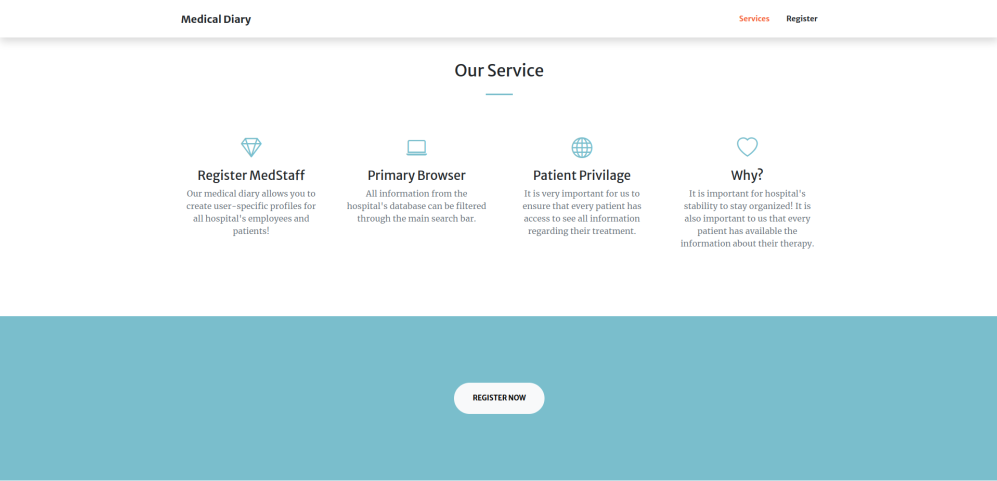 Medical Diary
Services
Register
Our Service
Register MedStaff
Our medical diary allows you to
create user-specific profiles for
all hospital's employees and
patients!
Primary Browser
All information from the
hospital's database can be filtered
through the main search bar.
Patient Privilage
It is very important for us to
ensure that every patient has
access to see all information
regarding their treatment.
Why?
It is important for hospital's
stability to stay organized! It is
also important to us that every
patient has available the
information about their therapy.
REGISTER NOW